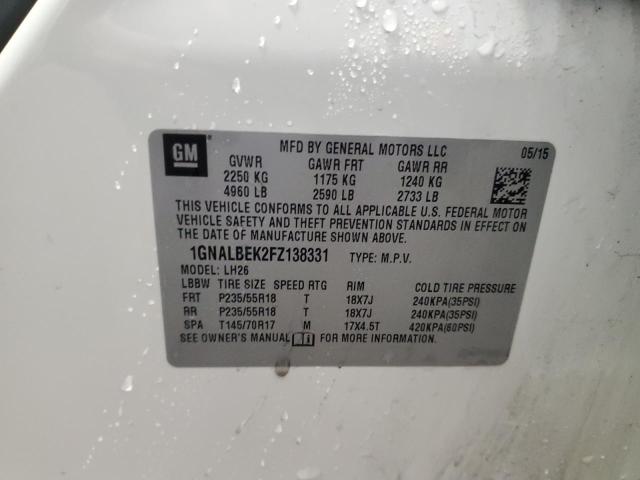 GM
MFD BY GENERAL MOTORS LLC
05/15
GVWR GAWR FRT GAWR RR
2250 KG 1175 KG 1240 KG
4960 LB 2590 LB 2733 LB
THIS VEHICLE CONFORMS TO ALL APPLICABLE U.S. FEDERAL MOTOR
VEHICLE SAFETY AND THEFT PREVENTION STANDARDS IN EFFECT ON
THE DATE OF MANUFACTURE SHOWN ABOVE.
1GNALBEK2FZ138331 TYPE: M.P.V.
MODEL: LH26
LBBW TIRE SIZE SPEED RTG RIM COLD TIRE PRESSURE
FRT P235/55R18 T 18X7J 240KPA(35PSI)
RR P235/55R18 T 18X7J 240KPA(35PSI)
SPA T145/70R17 M 17X4.5T 420KPA(60PSI)
SEE OWNER'S MANUAL FOR MORE INFORMATION.